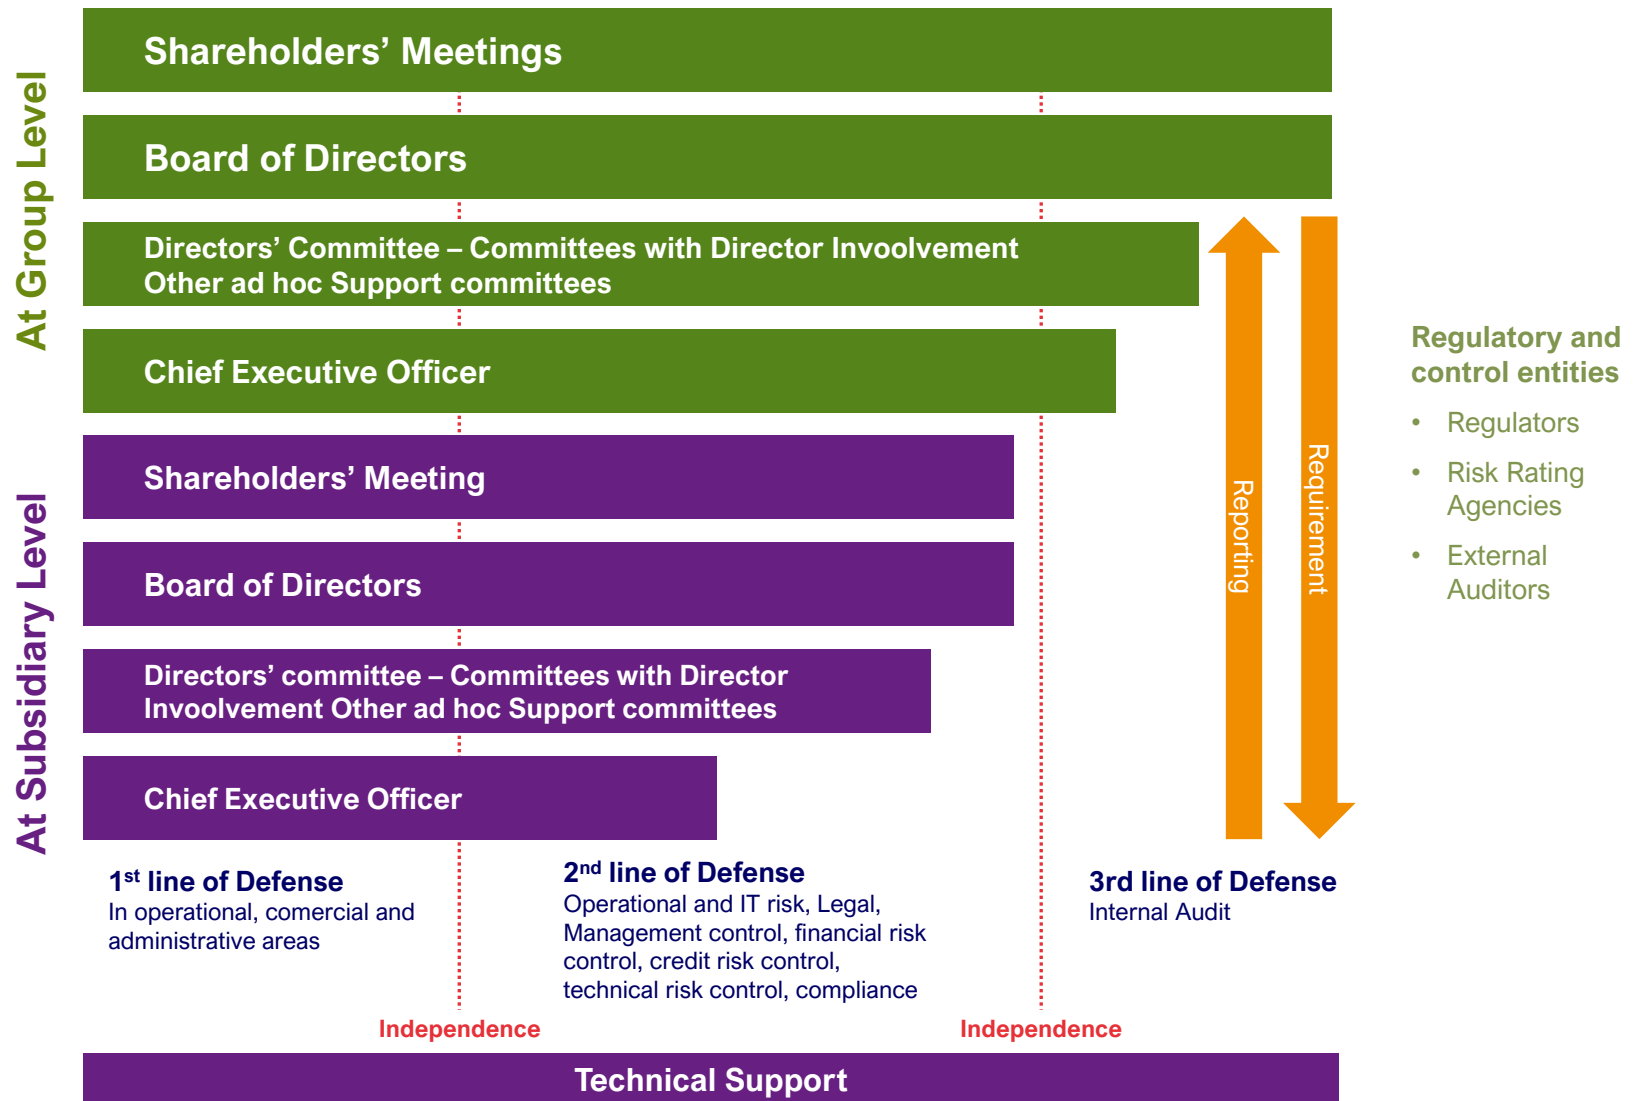 At Group Level
Shareholders’ Meetings
Board of Directors
Directors’ Committee – Committees with Director Invoolvement
Other ad hoc Support committees
Chief Executive Officer
At Subsidiary Level
Shareholders’ Meeting
Board of Directors
Directors’ committee – Committees with Director
Invoolvement Other ad hoc Support committees
Chief Executive Officer
Reporting
Requirement
Regulatory and
control entities
• Regulators
• Risk Rating
Agencies
• External
Auditors
1st line of Defense
In operational, comercial and
administrative areas
2nd line of Defense
Operational and IT risk, Legal,
Management control, financial risk
control, credit risk control,
technical risk control, compliance
3rd line of Defense
Internal Audit
Independence
Independence
Technical Support